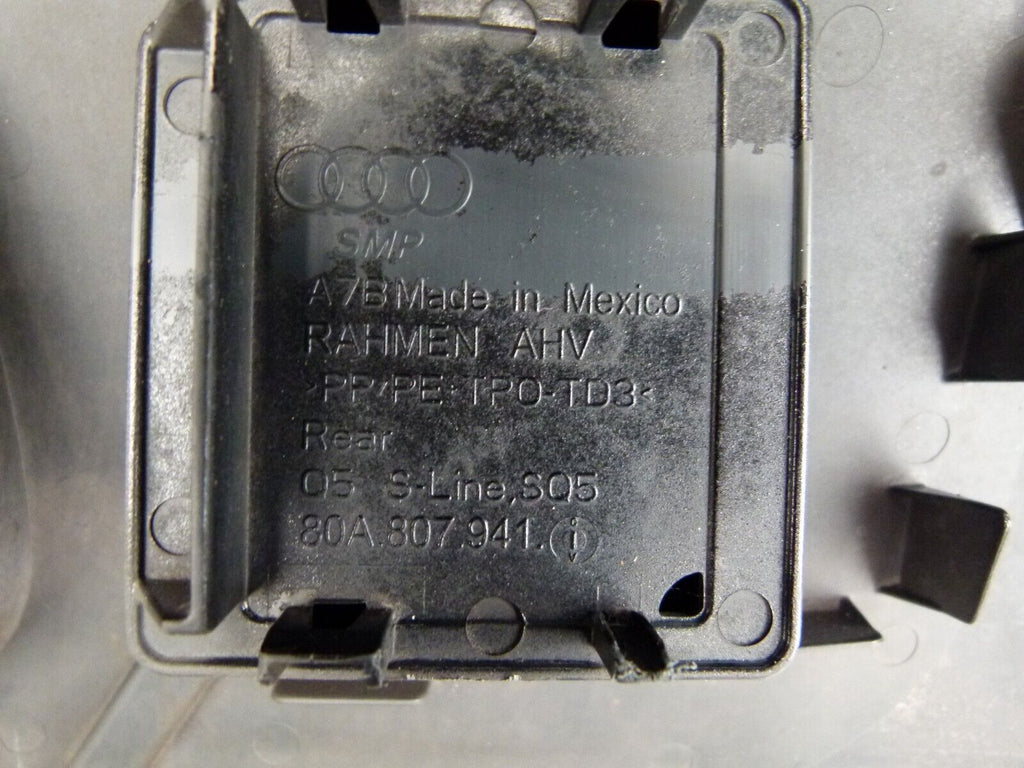 SMP
A7B Made in Mexico
RAHMEN AHV
>PP/PE-TPO-TD3<
Rear
Q5 S-Line,SQ5
80A.807.941.